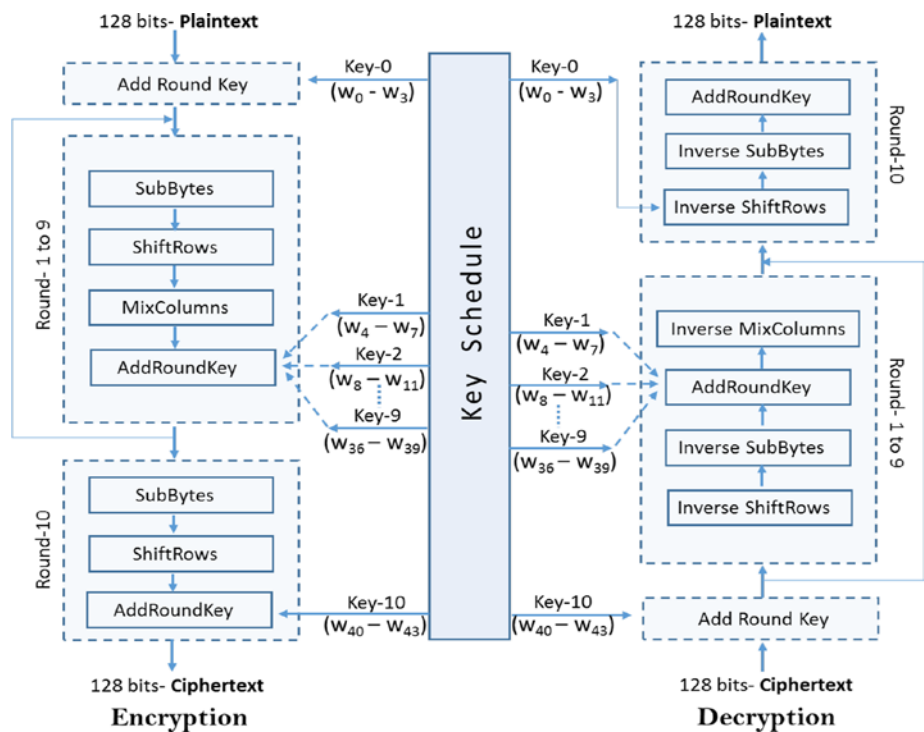 128 bits- Plaintext
Add Round Key
Round- 1 to 9
SubBytes
ShiftRows
MixColumns
AddRoundKey
Round-10
SubBytes
ShiftRows
AddRoundKey
128 bits- Ciphertext
Encryption
Key-0
(w₀ - w₃)
Key-1
(w₄ – w₇)
Key-2
(w₈ – w₁₁)
Key-9
(w₃₆ – w₃₉)
Key-10
(w₄₀ – w₄₃)
Key Schedule
Key-0
(w₀ - w₃)
Key-1
(w₄ – w₇)
Key-2
(w₈ – w₁₁)
Key-9
(w₃₆ – w₃₉)
Key-10
(w₄₀ – w₄₃)
128 bits- Plaintext
AddRoundKey
Inverse SubBytes
Inverse ShiftRows
Round-10
Inverse MixColumns
AddRoundKey
Inverse SubBytes
Inverse ShiftRows
Round- 1 to 9
Add Round Key
128 bits- Ciphertext
Decryption